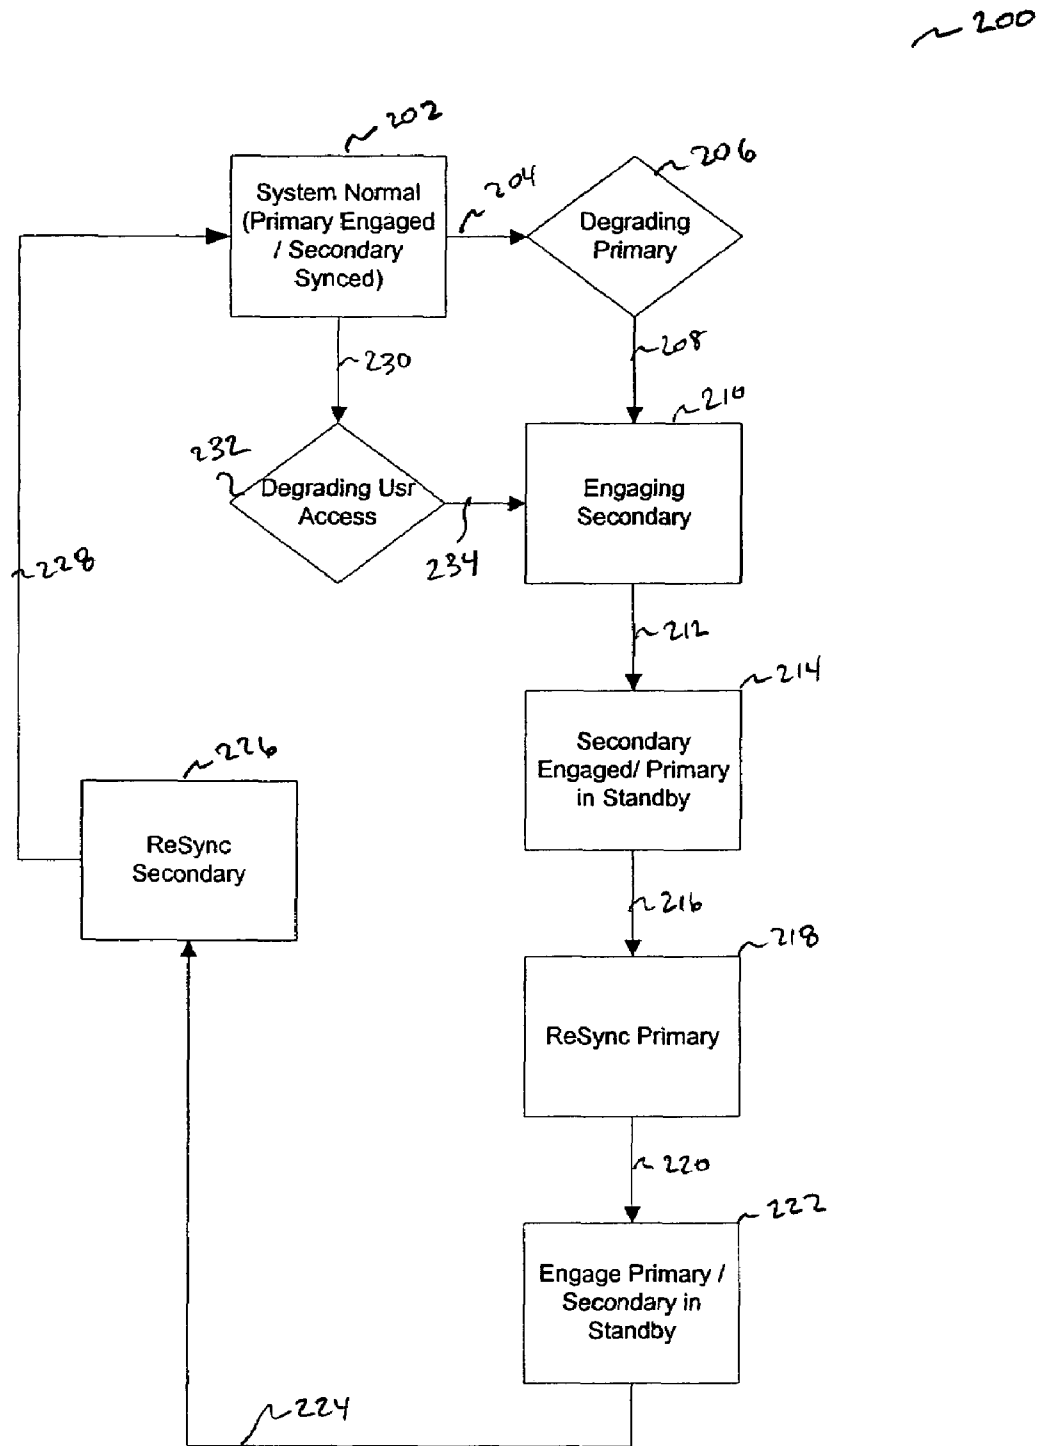 200
202
System Normal
(Primary Engaged
/ Secondary
Synced)
204
206
Degrading
Primary
208
230
210
232
Degrading Usr
Access
234
Engaging
Secondary
228
212
214
Secondary
Engaged/ Primary
in Standby
226
ReSync
Secondary
216
218
ReSync Primary
220
222
Engage Primary /
Secondary in
Standby
224